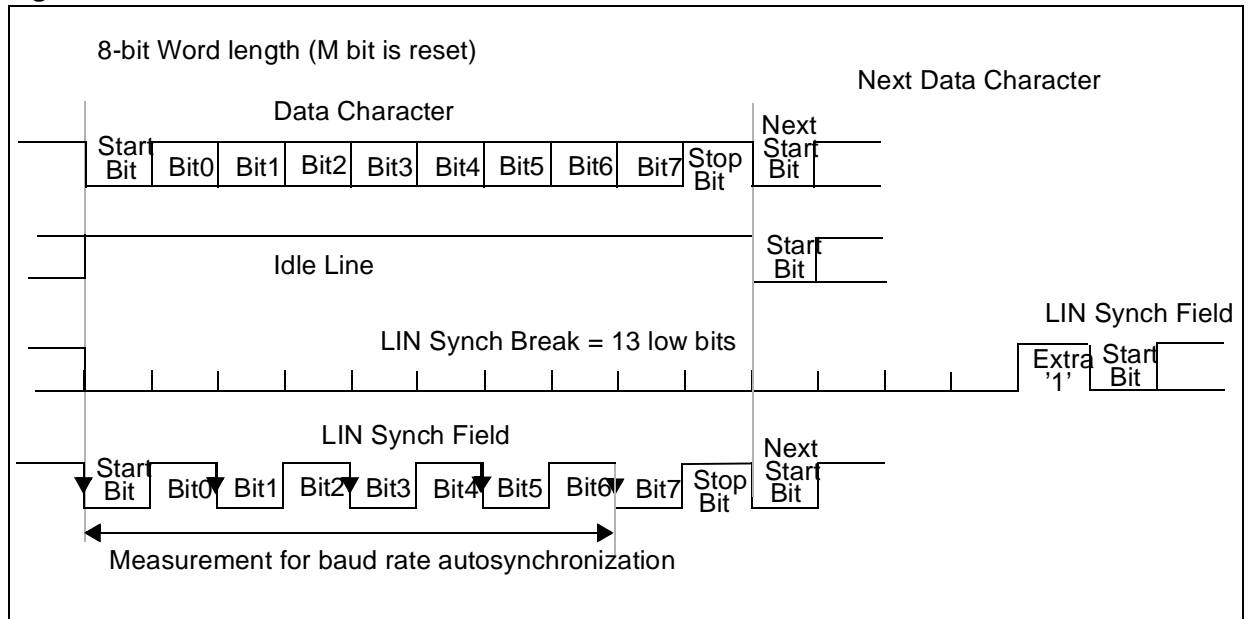 8-bit Word length (M bit is reset)
Next Data Character
Data Character
Start Bit Bit0 Bit1 Bit2 Bit3 Bit4 Bit5 Bit6 Bit7 Stop Bit Next Start Bit
Idle Line
Start Bit
LIN Synch Field
LIN Synch Break = 13 low bits
Extra '1' Start Bit
LIN Synch Field
Start Bit Bit0 Bit1 Bit2 Bit3 Bit4 Bit5 Bit6 Bit7 Stop Bit Next Start Bit
Measurement for baud rate autosynchronization